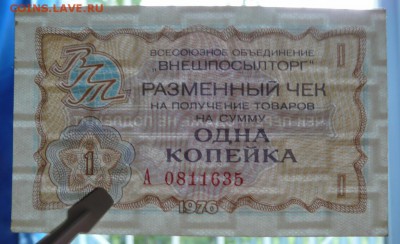 COINS.LAVE.RU
ВСЕСОЮЗНОЕ ОБЪЕДИНЕНИЕ
"ВНЕШПОСЫЛТОРГ"
ВПТ
РАЗМЕННЫЙ ЧЕК
НА ПОЛУЧЕНИЕ ТОВАРОВ
НА СУММУ
ОДНА
КОПЕЙКА
1
1
1
А 0811635
1976